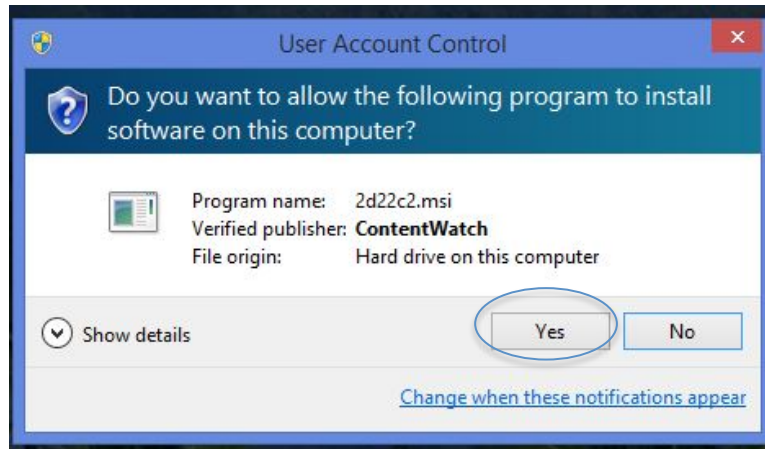 User Account Control
Do you want to allow the following program to install
software on this computer?
Program name: 2d22c2.msi
Verified publisher: ContentWatch
File origin: Hard drive on this computer
Show details
Yes
No
Change when these notifications appear